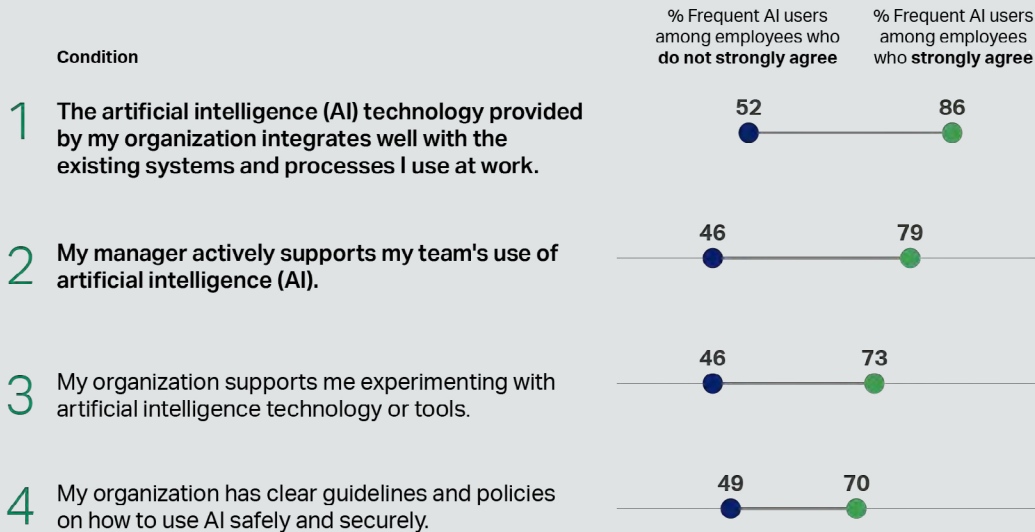 Condition
% Frequent AI users
among employees who
do not strongly agree
% Frequent AI users
among employees
who strongly agree
1
The artificial intelligence (AI) technology provided
by my organization integrates well with the
existing systems and processes I use at work.
52
86
2
My manager actively supports my team's use of
artificial intelligence (AI).
46
79
3
My organization supports me experimenting with
artificial intelligence technology or tools.
46
73
4
My organization has clear guidelines and policies
on how to use AI safely and securely.
49
70